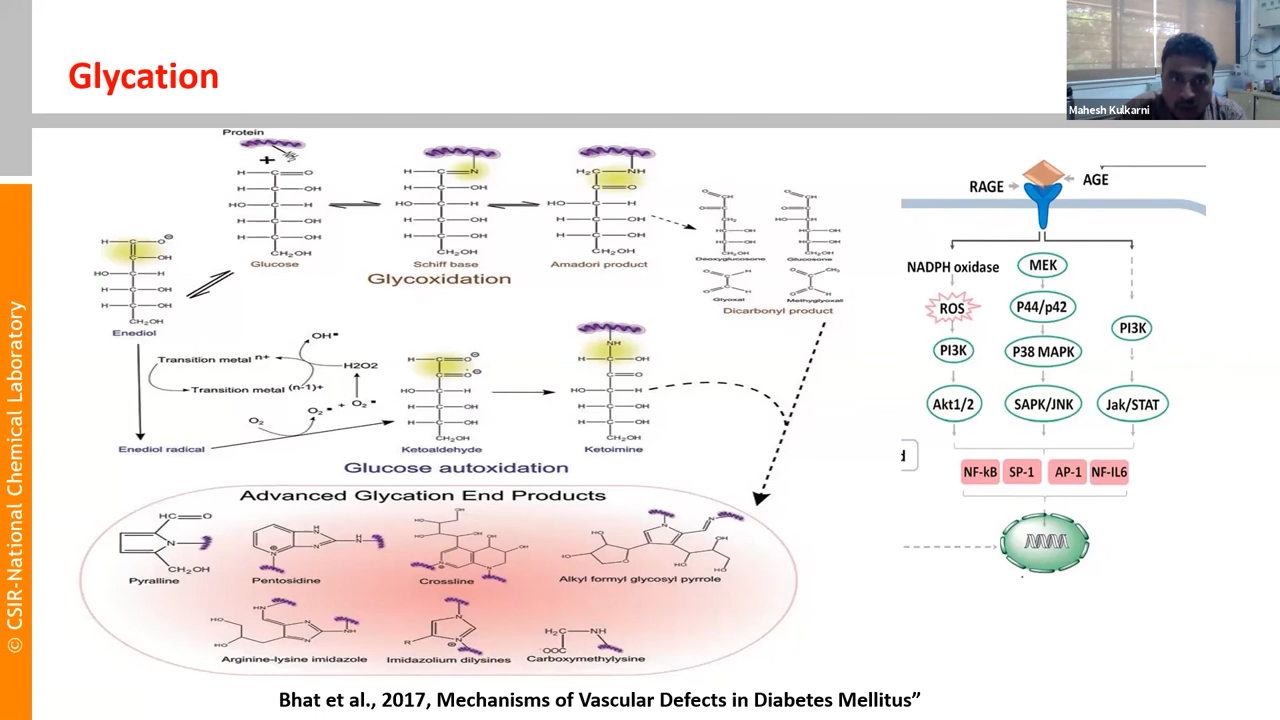 Glycation
Mahesh Kulkarni
© CSIR-National Chemical Laboratory
Protein
+
Glucose
Schiff base
Amadori product
Glycoxidation
Deoxyglucosone
Glucosone
Glyoxal
Methyglyoxal
Dicarbonyl product
Enediol
Transition metal n+
Transition metal (n-1)+
OH•
H2O2
O2
O2• + O2•
Enediol radical
Ketoaldehyde
Ketoimine
Glucose autoxidation
Advanced Glycation End Products
Pyralline
Pentosidine
Crossline
Alkyl formyl glycosyl pyrrole
Arginine-lysine imidazole
Imidazolium dilysines
Carboxymethylysine
RAGE
AGE
NADPH oxidase
MEK
ROS
P44/p42
PI3K
PI3K
P38 MAPK
Akt1/2
SAPK/JNK
Jak/STAT
d
NF-kB
SP-1
AP-1
NF-IL6
Bhat et al., 2017, Mechanisms of Vascular Defects in Diabetes Mellitus”